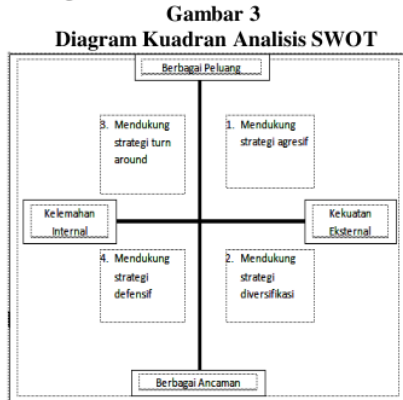 Gambar 3
Diagram Kuadran Analisis SWOT
Berbagai Peluang
3. Mendukung
strategi turn
around
1. Mendukung
strategi agresif
Kelemahan
Internal
Kekuatan
Eksternal
4. Mendukung
strategi
defensif
2. Mendukung
strategi
diversifikasi
Berbagai Ancaman